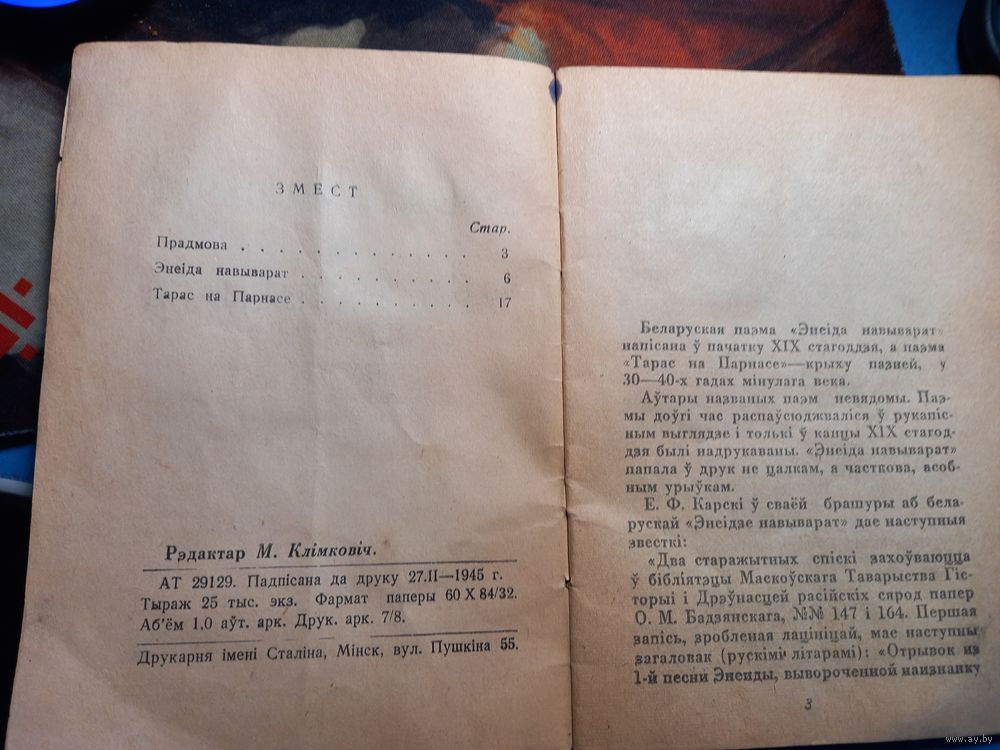 ЗМЕСТ
Стар.
Прадмова . . . . . . . . . . . . 3
Энеіда навыварат . . . . . . . . . 6
Тарас на Парнасе . . . . . . . . . 17
Рэдактар М. Клімковіч.
АТ 29129. Падпісана да друку 27.II—1945 г.
Тыраж 25 тыс. экз. Фармат паперы 60 X 84/32.
Аб'ём 1,0 аўт. арк. Друк. арк. 7/8.
Друкарня імені Сталіна, Мінск, вул. Пушкіна 55.
Беларуская паэма «Энеіда навыварат»
напісана ў пачатку XIX стагоддзя, а паэма
«Тарас на Парнасе»—крыху пазней, у
30—40-х гадах мінулага века.
Аўтары названых паэм невядомы. Паэ-
мы доўгі час распаўсюджваліся ў рукапіс-
ным выглядзе і толькі ў канцы XIX стагод-
дзя былі надрукаваны. «Энеіда навыварат»
папала ў друк не цалкам, а часткова, асоб-
ным урыўкам.
Е. Ф. Карскі ў сваёй брашуры аб бела-
рускай «Энеідзе навыварат» дае наступныя
звесткі:
«Два старажытных спіскі захоўваюцца
ў бібліятэцы Маскоўскага Таварыства Гіс-
торыі і Дрэўнасцей расійскіх сярод папер
О. М. Бадзянскага, №№ 147 і 164. Першая
запісь, зробленая лацініцай, мае наступны
загаловак (рускімі літарамі): «Отрывок из
1-й песни Энеиды, вывороченной наизнанку
3
www.ay.by